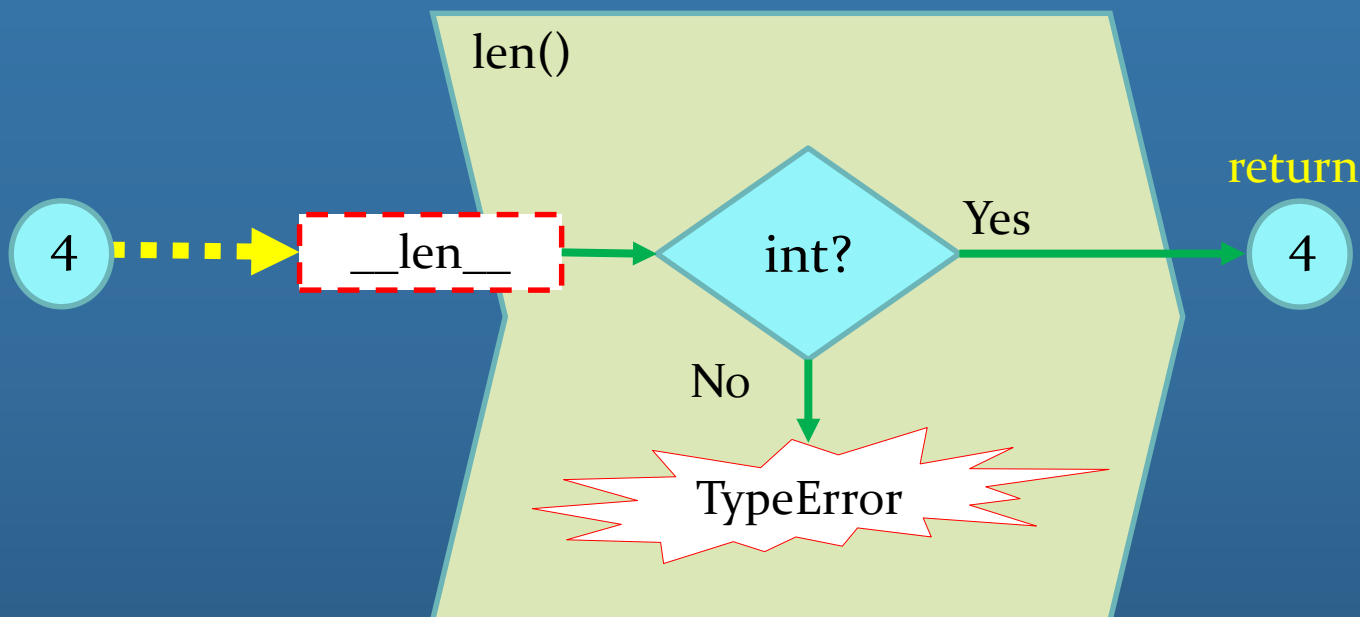 len()
4
__len__
int?
Yes
return
4
No
TypeError